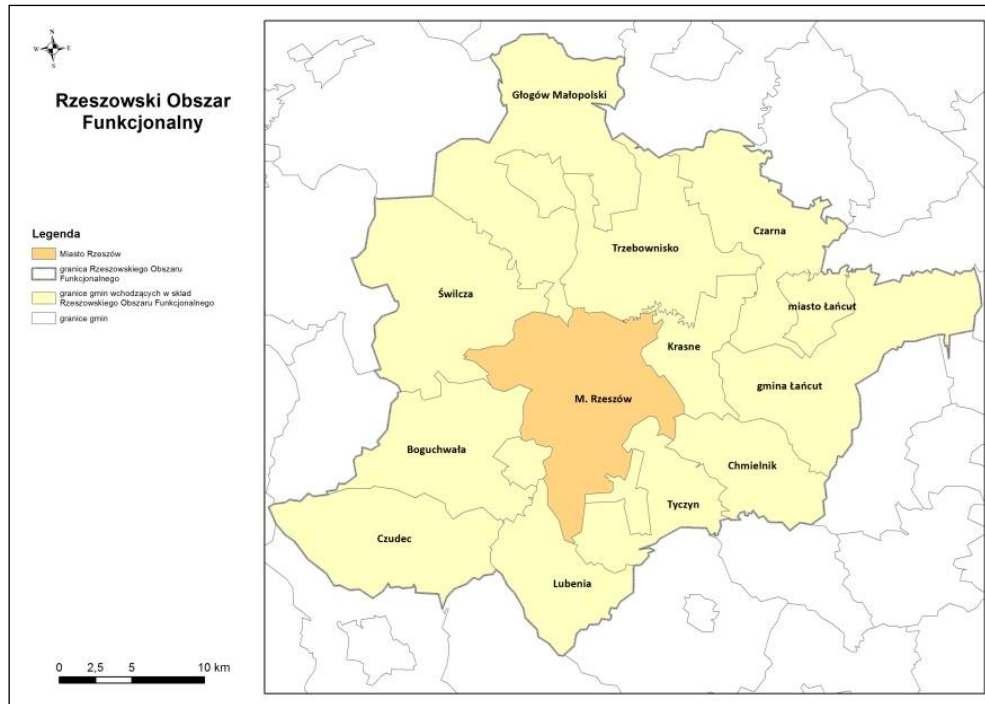 N
W E
S
Rzeszowski Obszar
Funkcjonalny
Legenda
Miasto Rzeszów
granica Rzeszowskiego Obszaru
Funkcjonalnego
granice gmin wchodzących w skład
Rzeszowskiego Obszaru Funkcjonalnego
granice gmin
0 2,5 5 10 km
Głogów Małopolski
Trzebownisko
Czarna
Świlcza
miasto Łańcut
Krasne
gmina Łańcut
M. Rzeszów
Boguchwała
Chmielnik
Tyczyn
Czudec
Lubenia